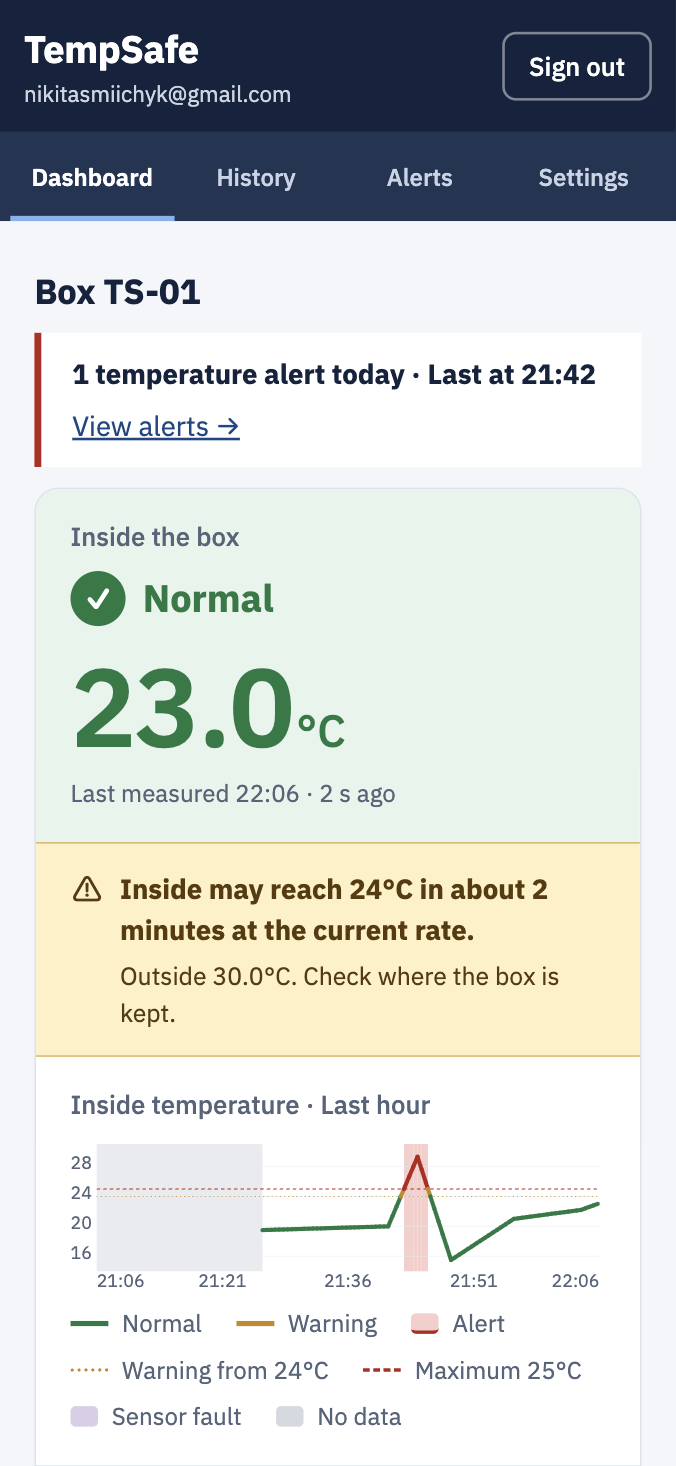 TempSafe
nikitasmiichyk@gmail.com
Sign out
Dashboard History Alerts Settings
Box TS-01
1 temperature alert today · Last at 21:42
View alerts →
Inside the box
Normal
23.0°C
Last measured 22:06 · 2 s ago
Inside may reach 24°C in about 2
minutes at the current rate.
Outside 30.0°C. Check where the box is
kept.
Inside temperature · Last hour
28
24
20
16
21:06 21:21 21:36 21:51 22:06
Normal Warning Alert
Warning from 24°C Maximum 25°C
Sensor fault No data